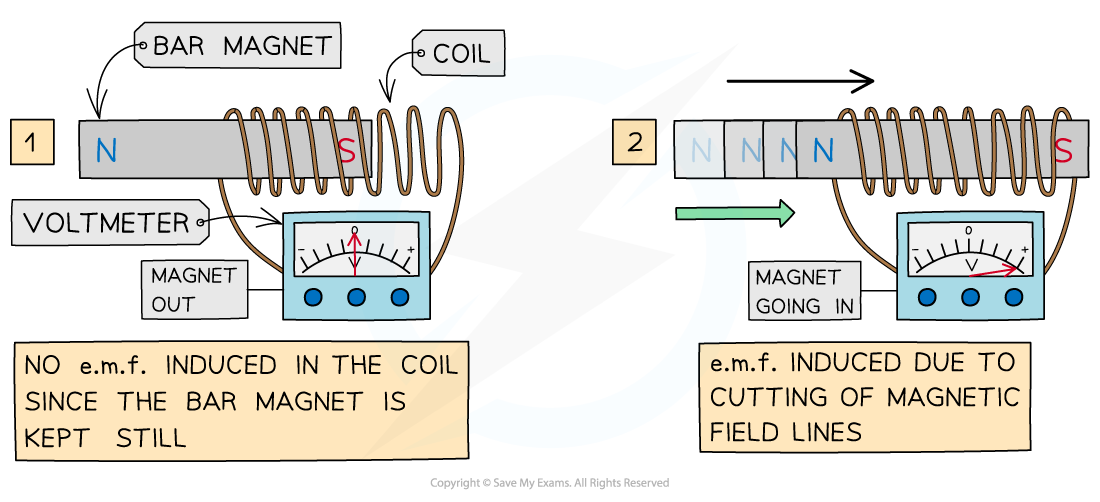 BAR MAGNET
COIL
1
N
S
VOLTMETER
- 0 +
V
MAGNET
OUT
NO e.m.f. INDUCED IN THE COIL
SINCE THE BAR MAGNET IS
KEPT STILL
2
N N N N
S
- 0 +
V
MAGNET
GOING IN
e.m.f. INDUCED DUE TO
CUTTING OF MAGNETIC
FIELD LINES
Copyright © Save My Exams. All Rights Reserved